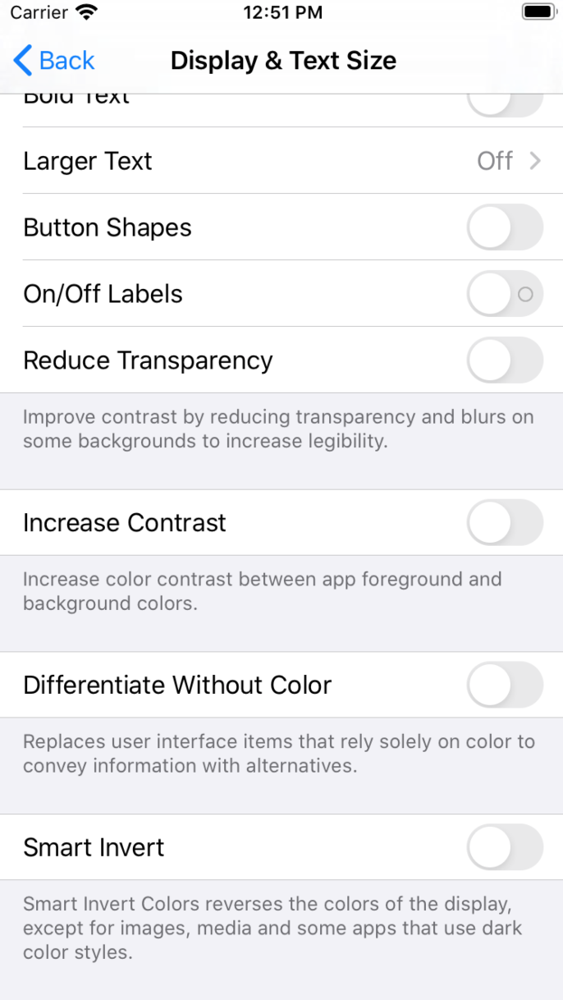 Carrier 12:51 PM
Back Display & Text Size
Bold Text
Larger Text Off
Button Shapes
On/Off Labels
Reduce Transparency
Improve contrast by reducing transparency and blurs on
some backgrounds to increase legibility.
Increase Contrast
Increase color contrast between app foreground and
background colors.
Differentiate Without Color
Replaces user interface items that rely solely on color to
convey information with alternatives.
Smart Invert
Smart Invert Colors reverses the colors of the display,
except for images, media and some apps that use dark
color styles.